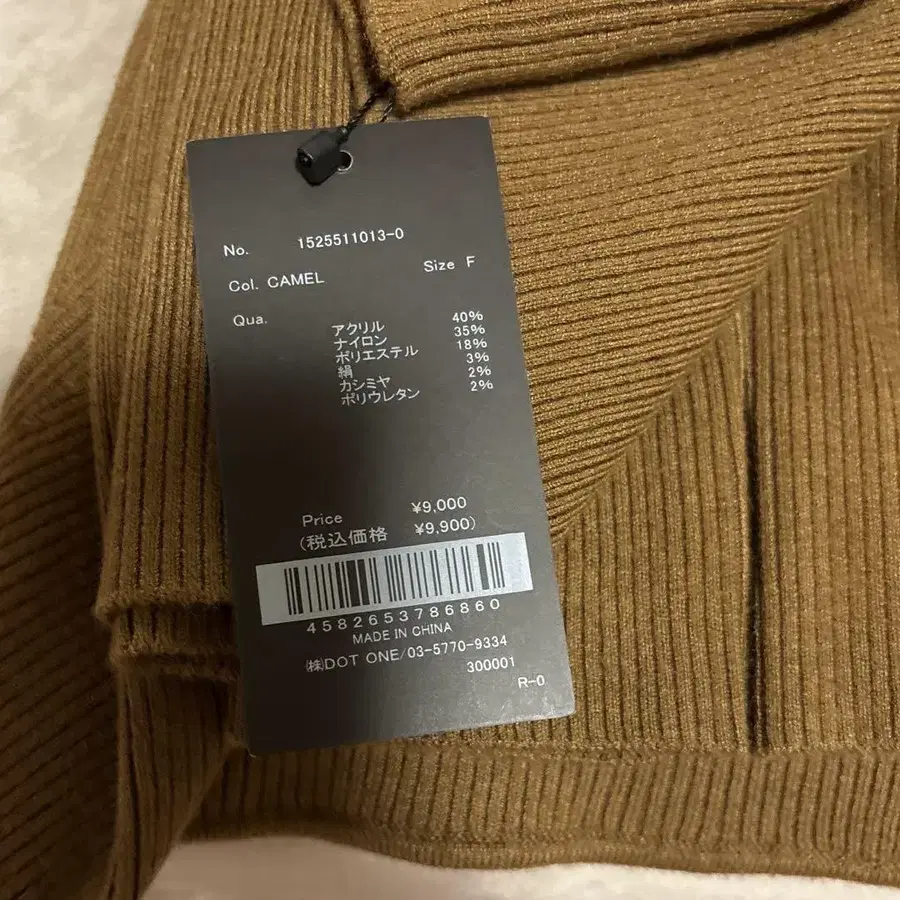 No. 1525511013-0
Col. CAMEL Size F
Qua.
アクリル 40%
ナイロン 35%
ポリエステル 18%
絹 3%
カシミヤ 2%
ポリウレタン 2%
Price ¥9,000
(税込価格 ¥9,900)
4582653786860
MADE IN CHINA
㈱DOT ONE/03-5770-9334
300001
R-0